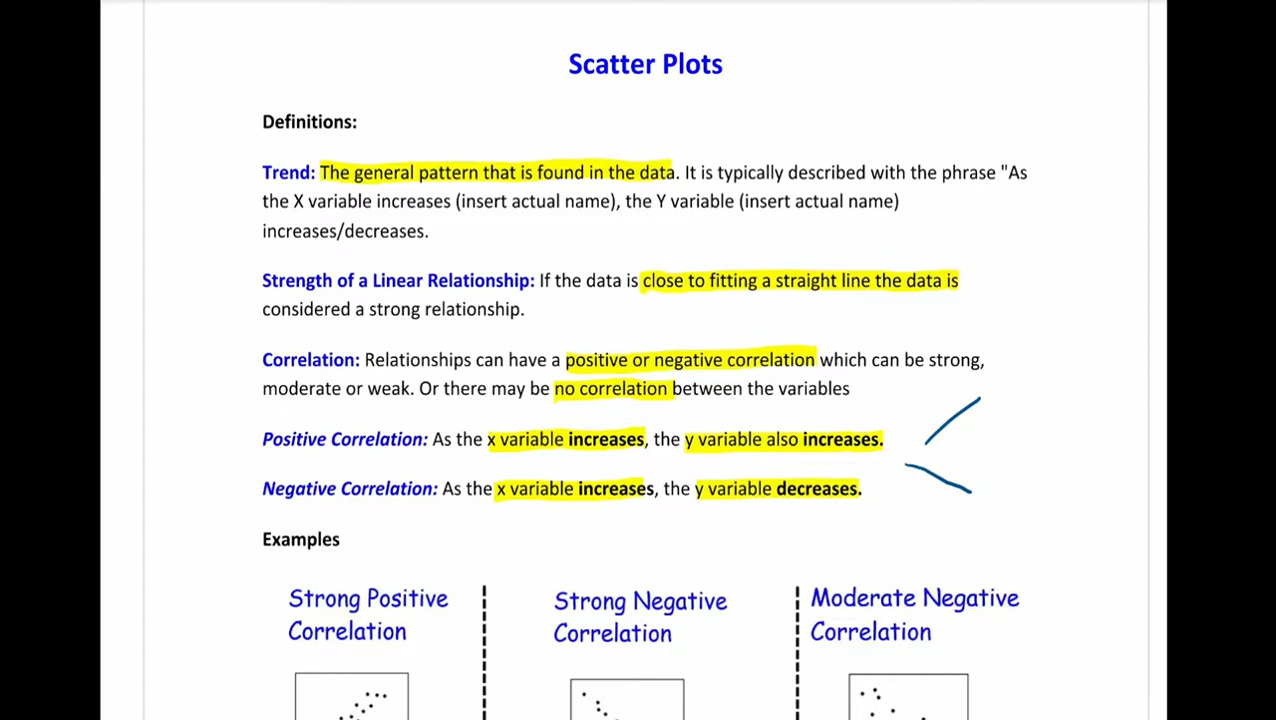 Scatter Plots
Definitions:
Trend: The general pattern that is found in the data. It is typically described with the phrase "As
the X variable increases (insert actual name), the Y variable (insert actual name)
increases/decreases.
Strength of a Linear Relationship: If the data is close to fitting a straight line the data is
considered a strong relationship.
Correlation: Relationships can have a positive or negative correlation which can be strong,
moderate or weak. Or there may be no correlation between the variables
Positive Correlation: As the x variable increases, the y variable also increases.
Negative Correlation: As the x variable increases, the y variable decreases.
Examples
Strong Positive
Correlation
Strong Negative
Correlation
Moderate Negative
Correlation